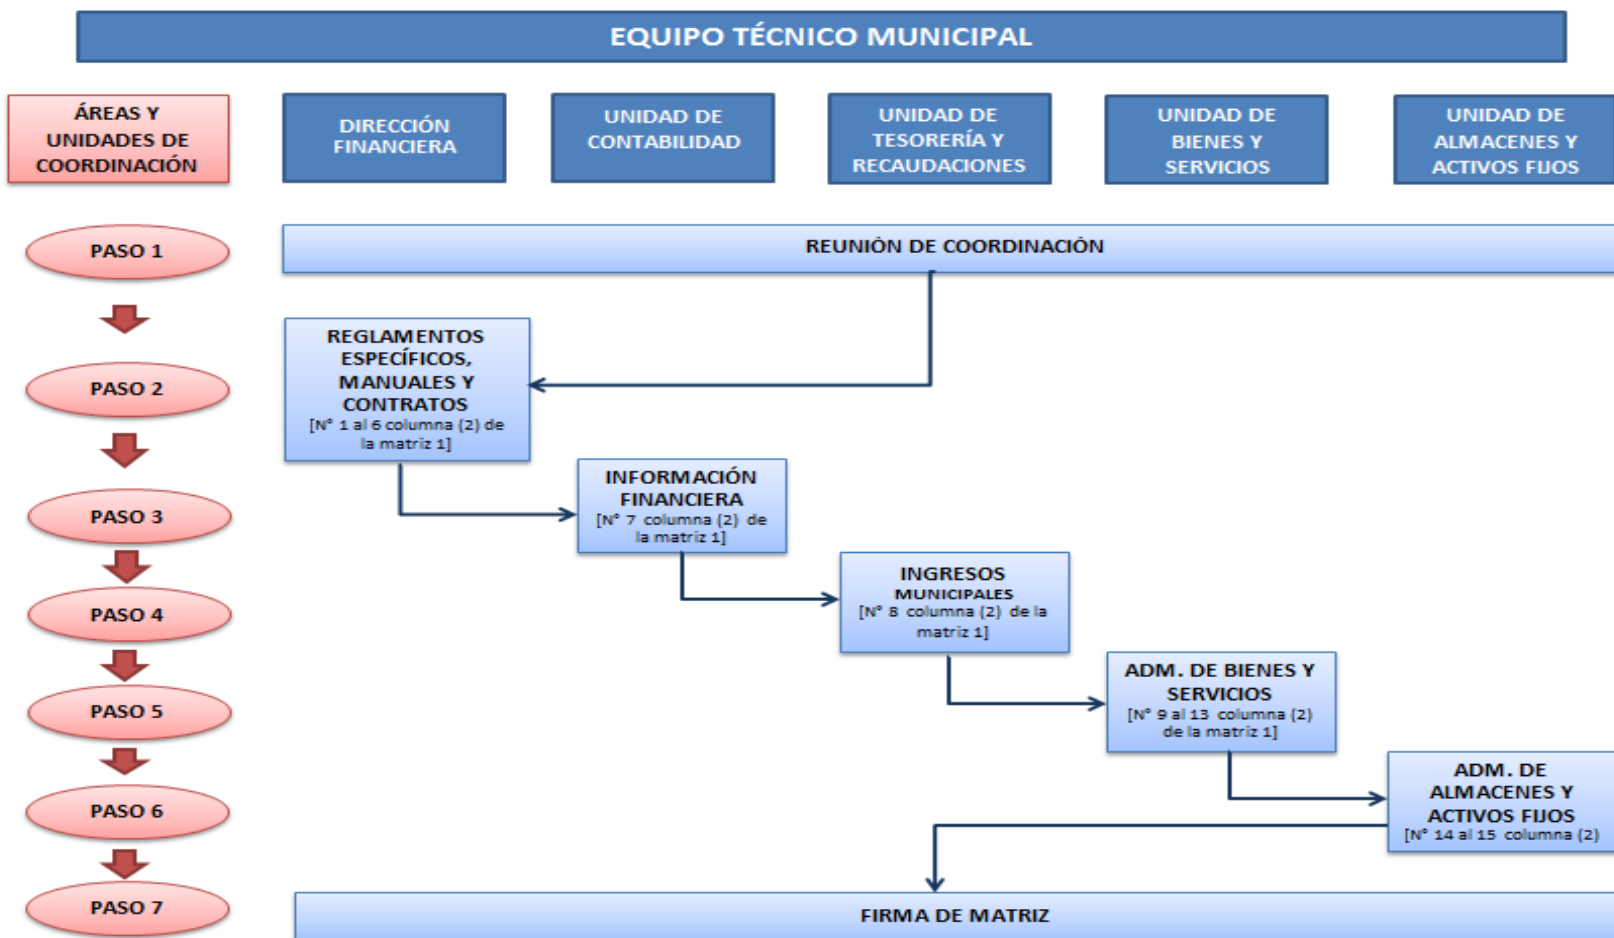 EQUIPO TÉCNICO MUNICIPAL
ÁREAS Y
UNIDADES DE
COORDINACIÓN
DIRECCIÓN
FINANCIERA
UNIDAD DE
CONTABILIDAD
UNIDAD DE
TESORERÍA Y
RECAUDACIONES
UNIDAD DE
BIENES Y
SERVICIOS
UNIDAD DE
ALMACENES Y
ACTIVOS FIJOS
PASO 1
REUNIÓN DE COORDINACIÓN
PASO 2
REGLAMENTOS
ESPECÍFICOS,
MANUALES Y
CONTRATOS
[N° 1 al 6 columna (2) de
la matriz 1]
PASO 3
INFORMACIÓN
FINANCIERA
[N° 7 columna (2) de
la matriz 1]
PASO 4
INGRESOS
MUNICIPALES
[N° 8 columna (2) de la
matriz 1]
PASO 5
ADM. DE BIENES Y
SERVICIOS
[N° 9 al 13 columna (2)
de la matriz 1]
PASO 6
ADM. DE
ALMACENES Y
ACTIVOS FIJOS
[N° 14 al 15 columna (2)
PASO 7
FIRMA DE MATRIZ